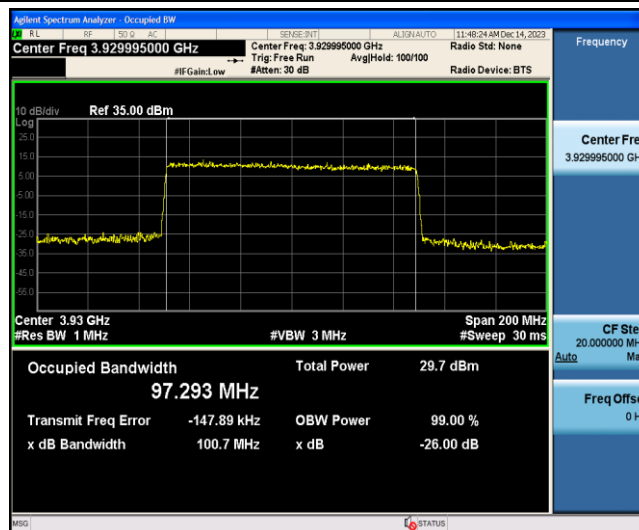 Agilent Spectrum Analyzer - Occupied BW
RL RF 50 Ω AC SENSE:INT ALIGNAUTO 11:48:24 AM Dec 14, 2023
Center Freq 3.929995000 GHz Center Freq: 3.929995000 GHz Radio Std: None
Trig: Free Run Avg|Hold: 100/100
#IFGain:Low #Atten: 30 dB Radio Device: BTS
10 dB/div Ref 35.00 dBm
Log
25.0
15.0
5.00
-5.00
-15.0
-25.0
-35.0
-45.0
-55.0
Center 3.93 GHz Span 200 MHz
#Res BW 1 MHz #VBW 3 MHz #Sweep 30 ms
Occupied Bandwidth Total Power 29.7 dBm
97.293 MHz
Transmit Freq Error -147.89 kHz OBW Power 99.00 %
x dB Bandwidth 100.7 MHz x dB -26.00 dB
MSG STATUS
Frequency
Center Fre
3.929995000 GH
CF Ste
20.000000 MH
Auto Ma
Freq Offse
0 H